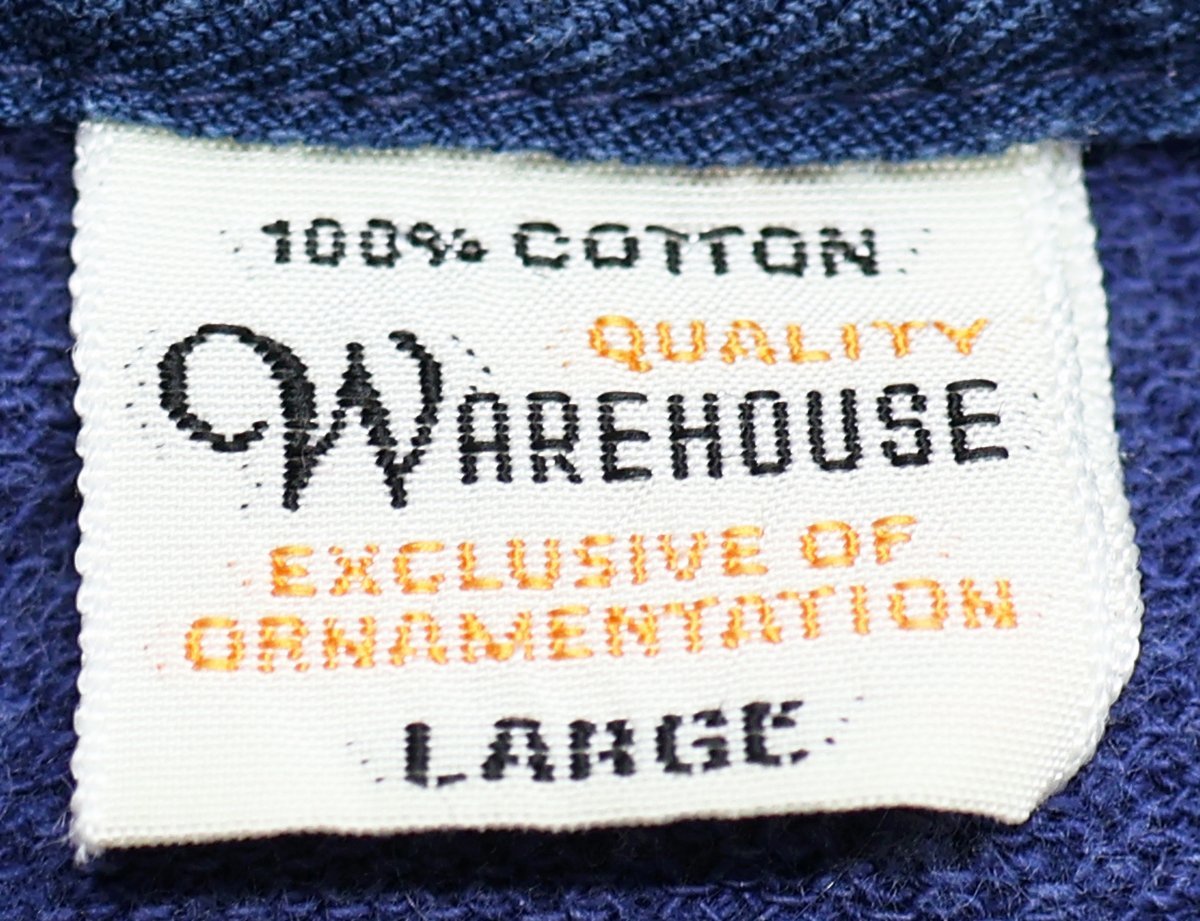 100% COTTON
QUALITY
WAREHOUSE
EXCLUSIVE OF
ORNAMENTATION
LARGE